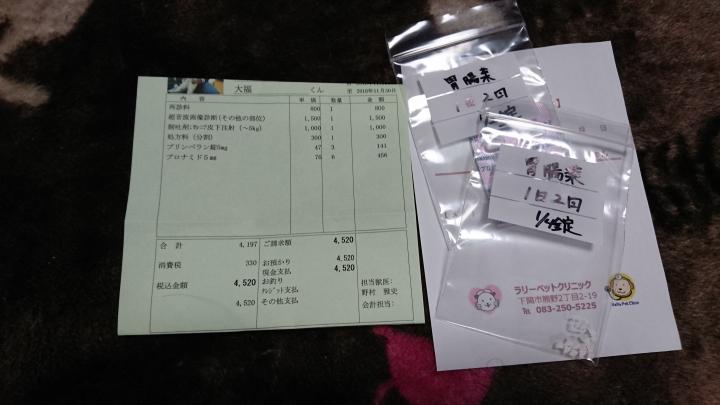 大福 くん
2018年11月30日
内 容 単 価 数量 金 額
再診料 800 1 800
超音波画像診断(その他の部位) 1,500 1 1,500
制吐剤 皮下注射 (～5kg) 1,000 1 1,000
処方料 (分割) 300 1 300
プリンペラン錠5mg 47 3 141
プロナミド5mg 76 6 456
合 計 4,197
消費税 330
税込金額 4,520
4,520
ご請求額 4,520
お預かり 4,520
現金支払 4,520
お釣り
クレジット支払
その他支払
担当獣医:
野村 雅史
会計担当:
胃腸薬
1日2回
胃腸薬
1日2回
1/4錠
ラリーペットクリニック
下関市熊野2丁目2-19
TEL 083-250-5225
Rally Pet Clinic